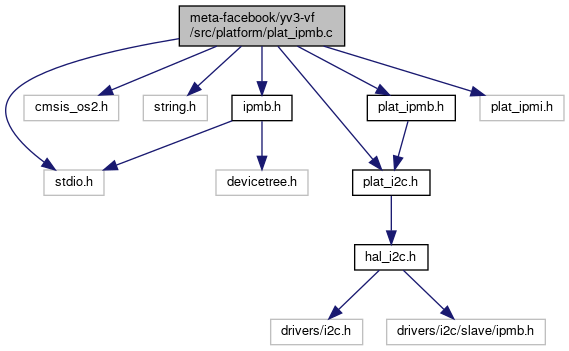 meta-facebook/yv3-vf
/src/platform/plat_ipmb.c
cmsis_os2.h
string.h
ipmb.h
plat_ipmb.h
plat_ipmi.h
stdio.h
devicetree.h
plat_i2c.h
hal_i2c.h
drivers/i2c.h
drivers/i2c/slave/ipmb.h